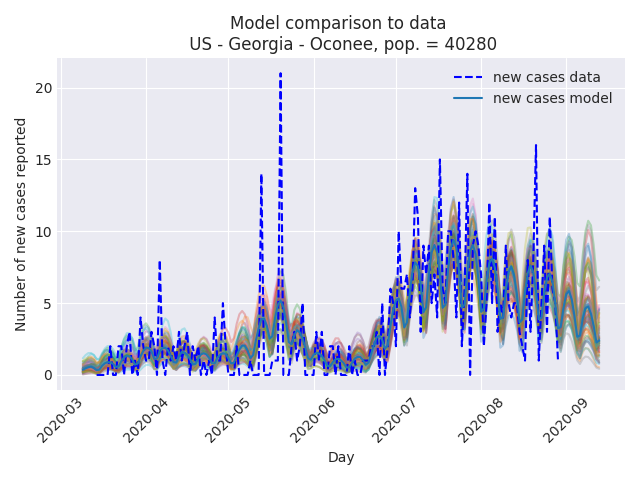 Model comparison to data
US - Georgia - Oconee, pop. = 40280
new cases data
new cases model
Number of new cases reported
20
15
10
5
0
2020-03
2020-04
2020-05
2020-06
2020-07
2020-08
2020-09
Day